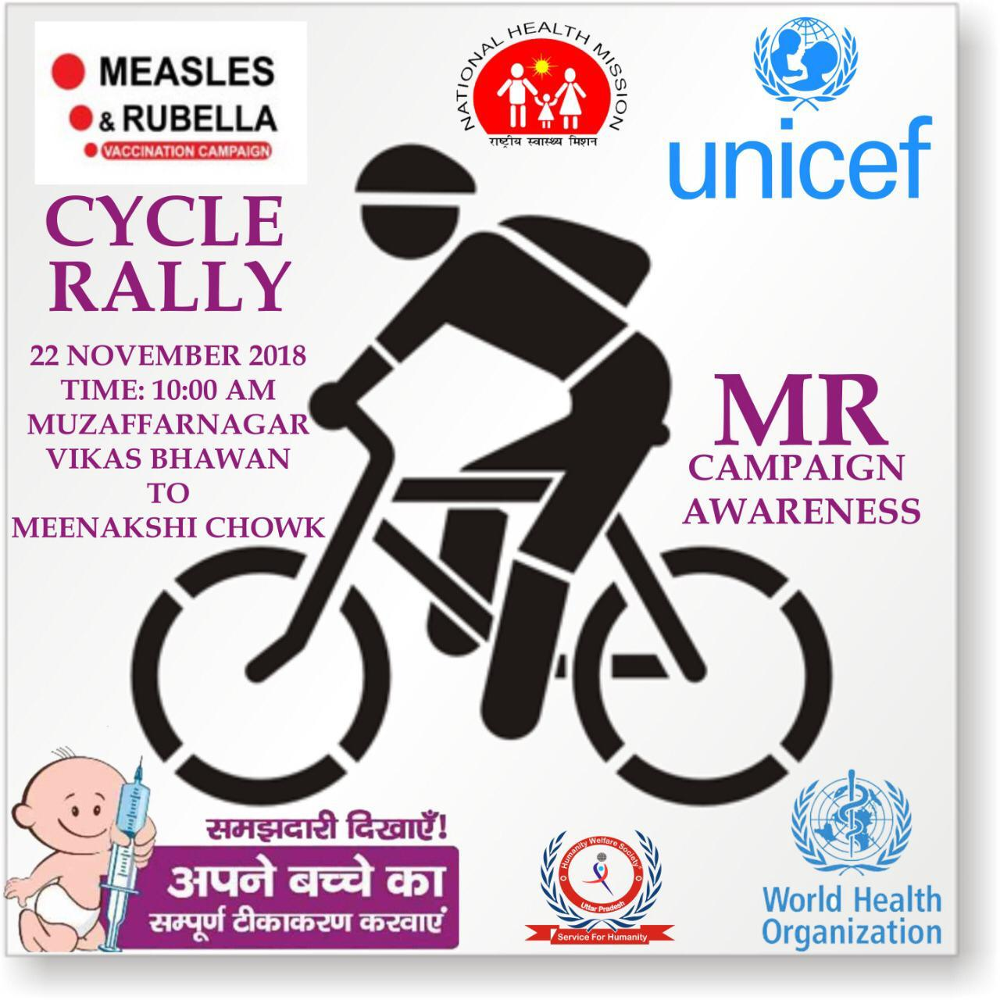 MEASLES
& RUBELLA
VACCINATION CAMPAIGN
NATIONAL HEALTH MISSION
राष्ट्रीय स्वास्थ्य मिशन
unicef
CYCLE
RALLY
22 NOVEMBER 2018
TIME: 10:00 AM
MUZAFFARNAGAR
VIKAS BHAWAN
TO
MEENAKSHI CHOWK
MR
CAMPAIGN
AWARENESS
समझदारी दिखाएँ!
अपने बच्चे का
सम्पूर्ण टीकाकरण करवाएं
Humanity Welfare Society®
Uttar Pradesh
Service For Humanity
World Health
Organization